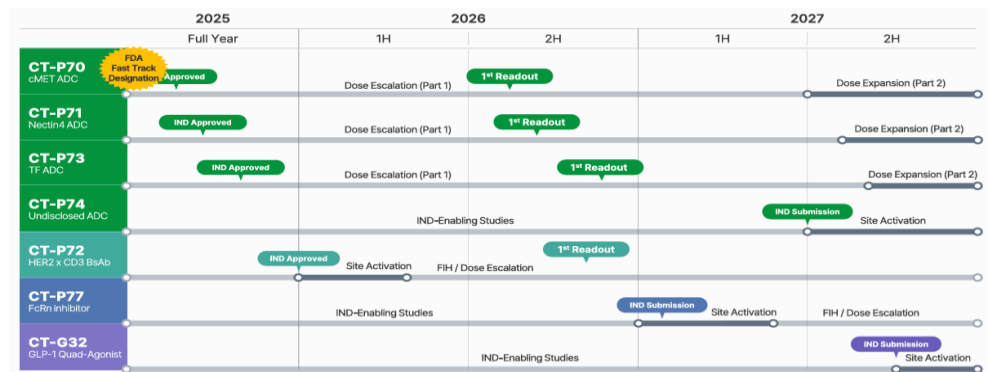 2025
2026
2027
Full Year
1H
2H
1H
2H
CT-P70
cMET ADC
FDA
Fast Track
Designation
Approved
Dose Escalation (Part 1)
1st Readout
Dose Expansion (Part 2)
CT-P71
Nectin4 ADC
IND Approved
Dose Escalation (Part 1)
1st Readout
Dose Expansion (Part 2)
CT-P73
TF ADC
IND Approved
Dose Escalation (Part 1)
1st Readout
Dose Expansion (Part 2)
CT-P74
Undisclosed ADC
IND-Enabling Studies
IND Submission
Site Activation
CT-P72
HER2 x CD3 BsAb
IND Approved
Site Activation
FIH / Dose Escalation
1st Readout
CT-P77
FcRn inhibitor
IND-Enabling Studies
IND Submission
Site Activation
FIH / Dose Escalation
CT-G32
GLP-1 Quad-Agonist
IND-Enabling Studies
IND Submission
Site Activation